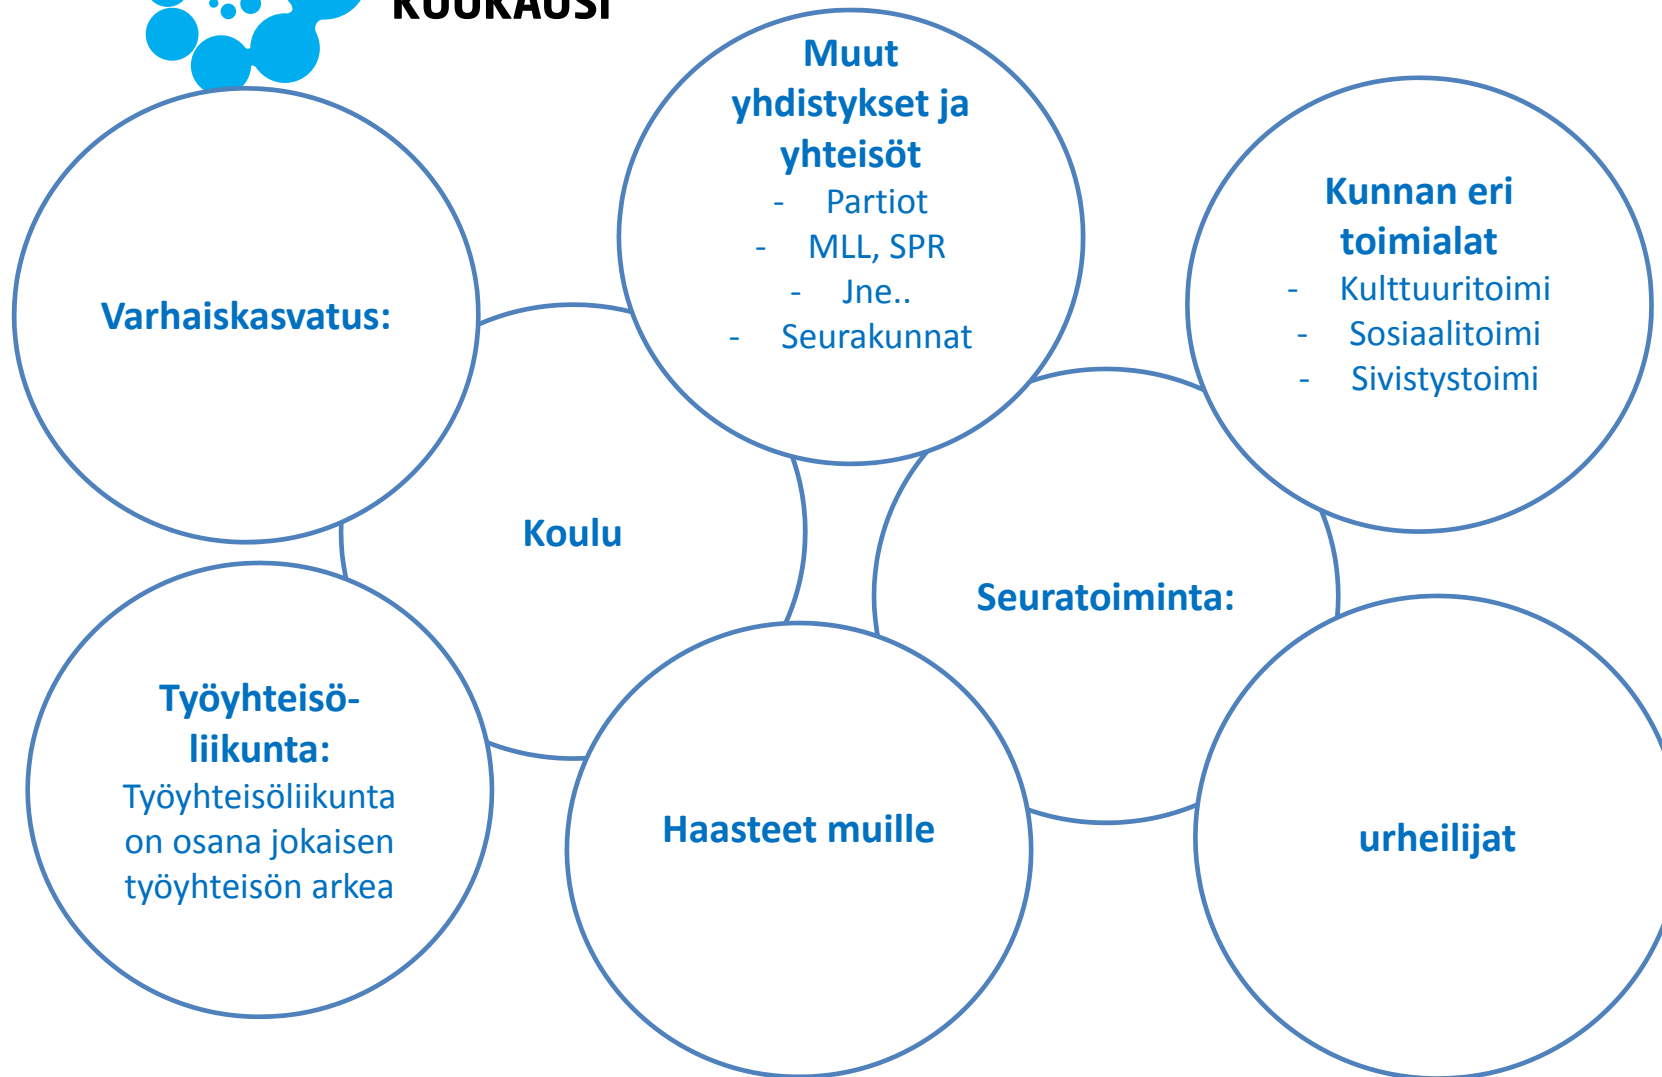 KUUKAUSI
Muut
yhdistykset ja
yhteisöt
- Partiot
- MLL, SPR
- Jne..
- Seurakunnat
Kunnan eri
toimialat
- Kulttuuritoimi
- Sosiaalitoimi
- Sivistystoimi
Varhaiskasvatus:
Koulu
Seuratoiminta:
Työyhteisö-
liikunta:
Työyhteisöliikunta
on osana jokaisen
työyhteisön arkea
Haasteet muille
urheilijat